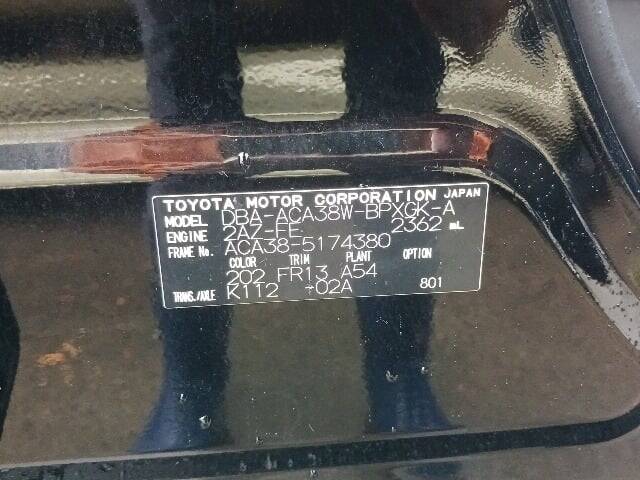 TOYOTA MOTOR CORPORATION JAPAN
MODEL DBA-ACA38W-BPXGK-A
ENGINE 2AZ-FE 2362 mL
FRAME No. ACA38-5174380
COLOR TRIM PLANT OPTION
202 FR13 A54
TRANS./AXLE K112 -02A 801